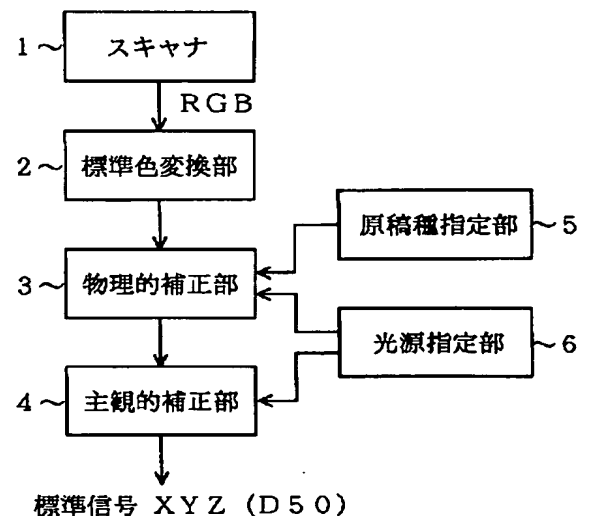 1～ スキャナ
RGB
2～ 標準色変換部
原稿種指定部 ～5
3～ 物理的補正部
光源指定部 ～6
4～ 主観的補正部
標準信号 XYZ (D50)